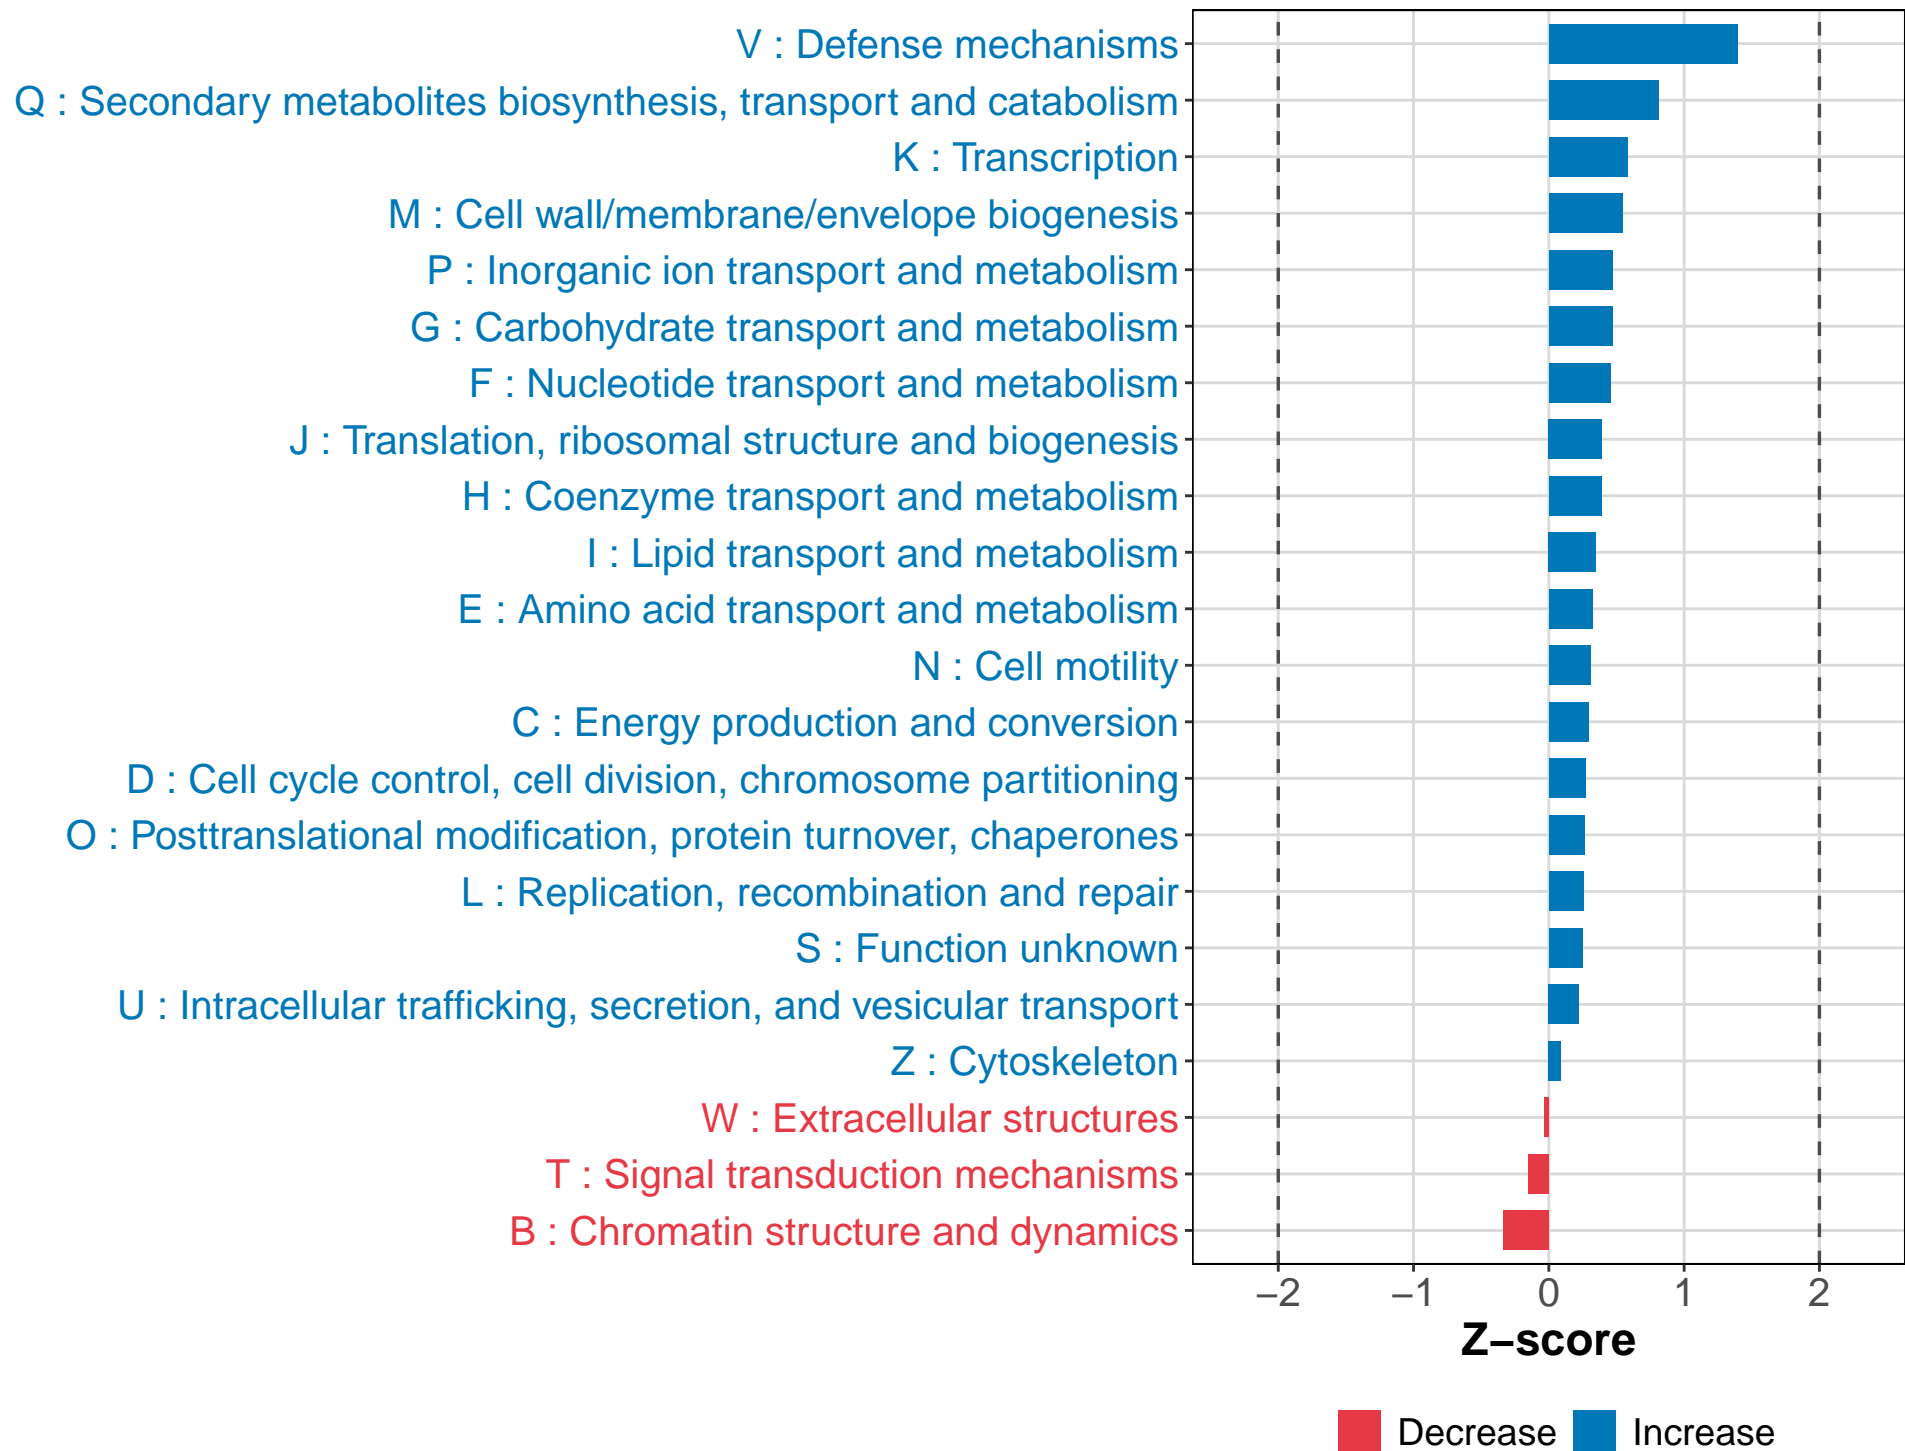 V : Defense mechanisms
Q : Secondary metabolites biosynthesis, transport and catabolism
K : Transcription
M : Cell wall/membrane/envelope biogenesis
P : Inorganic ion transport and metabolism
G : Carbohydrate transport and metabolism
F : Nucleotide transport and metabolism
J : Translation, ribosomal structure and biogenesis
H : Coenzyme transport and metabolism
I : Lipid transport and metabolism
E : Amino acid transport and metabolism
N : Cell motility
C : Energy production and conversion
D : Cell cycle control, cell division, chromosome partitioning
O : Posttranslational modification, protein turnover, chaperones
L : Replication, recombination and repair
S : Function unknown
U : Intracellular trafficking, secretion, and vesicular transport
Z : Cytoskeleton
W : Extracellular structures
T : Signal transduction mechanisms
B : Chromatin structure and dynamics
−2 −1 0 1 2
Z−score
Decrease Increase